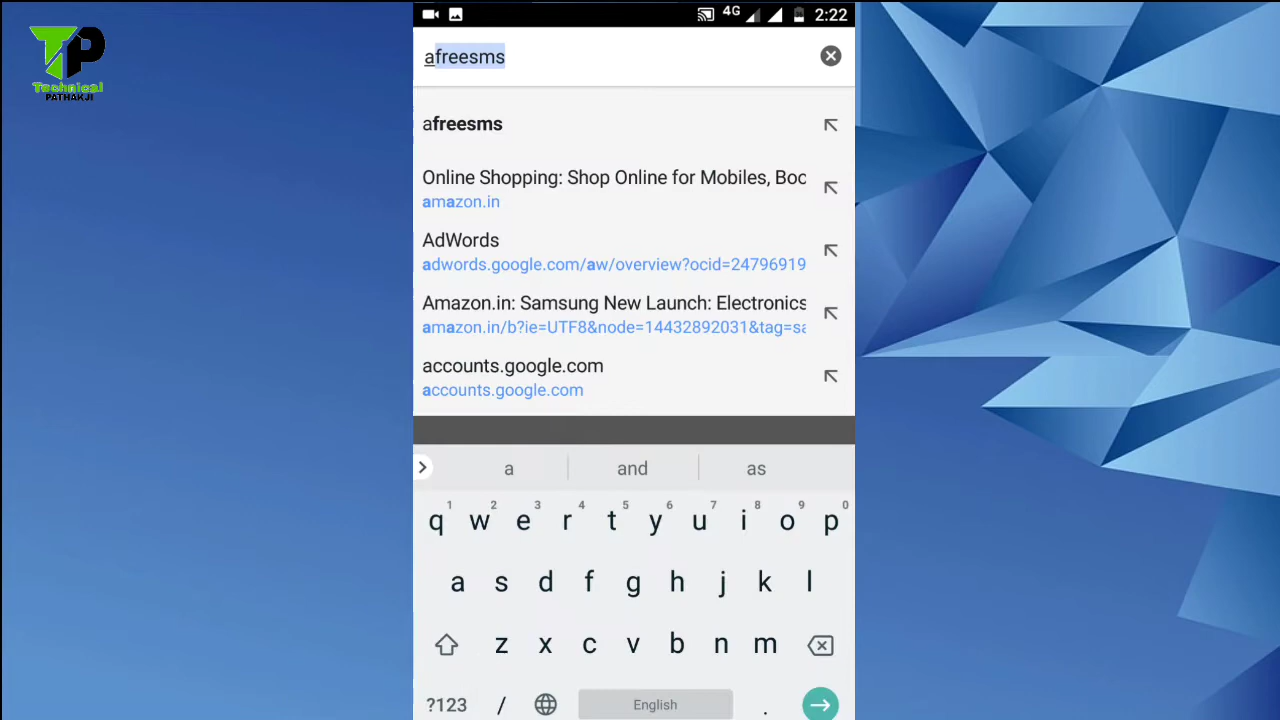 TP
Technical
PATHAKJI
4G
2:22
afreesms
afreesms
Online Shopping: Shop Online for Mobiles, Boo
amazon.in
AdWords
adwords.google.com/aw/overview?ocid=24796919
Amazon.in: Samsung New Launch: Electronics
amazon.in/b?ie=UTF8&node=14432892031&tag=sa
accounts.google.com
accounts.google.com
a and as
1 2 3 4 5 6 7 8 9 0
q w e r t y u i o p
a s d f g h j k l
z x c v b n m
?123 / English .